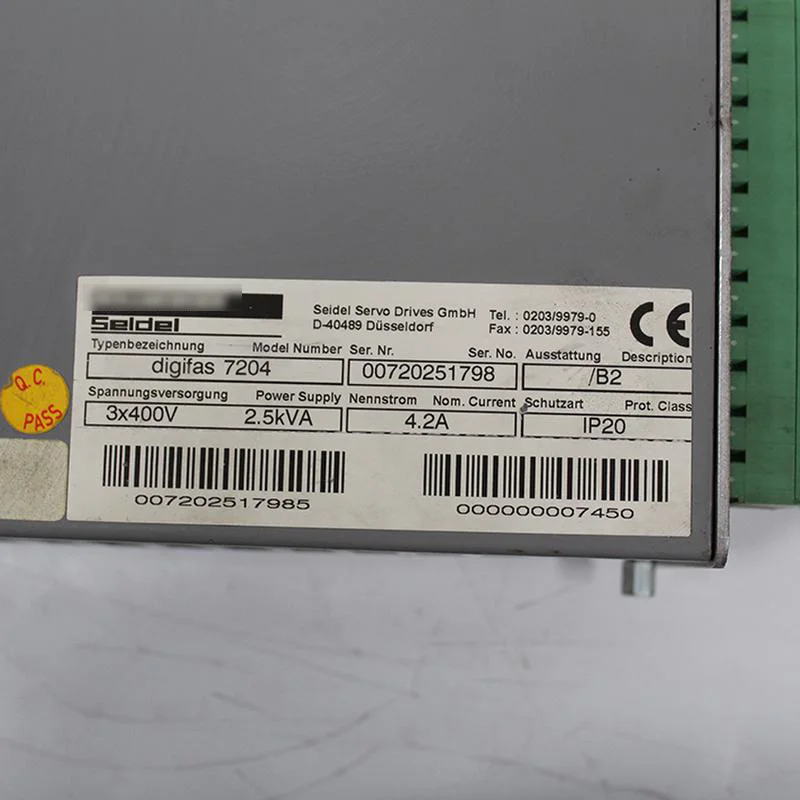 Seidel
Seidel Servo Drives GmbH
D-40489 Düsseldorf
Tel. : 0203/9979-0
Fax : 0203/9979-155
CE
Typenbezeichnung Model Number Ser. Nr. Ser. No. Ausstattung Description
digifas 7204 00720251798 /B2
Spannungsversorgung Power Supply Nennstrom Nom. Current Schutzart Prot. Class
3x400V 2.5kVA 4.2A IP20
007202517985 000000007450
Q.C.
PASS